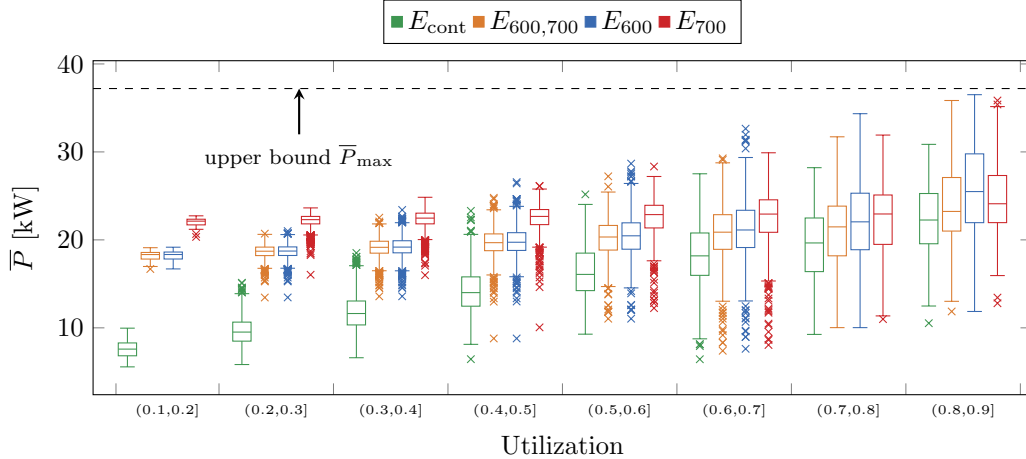 E_cont E_600,700 E_600 E_700
40
30
20
10
P̅ [kW]
upper bound P̅_max
(0.1,0.2] (0.2,0.3] (0.3,0.4] (0.4,0.5] (0.5,0.6] (0.6,0.7] (0.7,0.8] (0.8,0.9]
Utilization